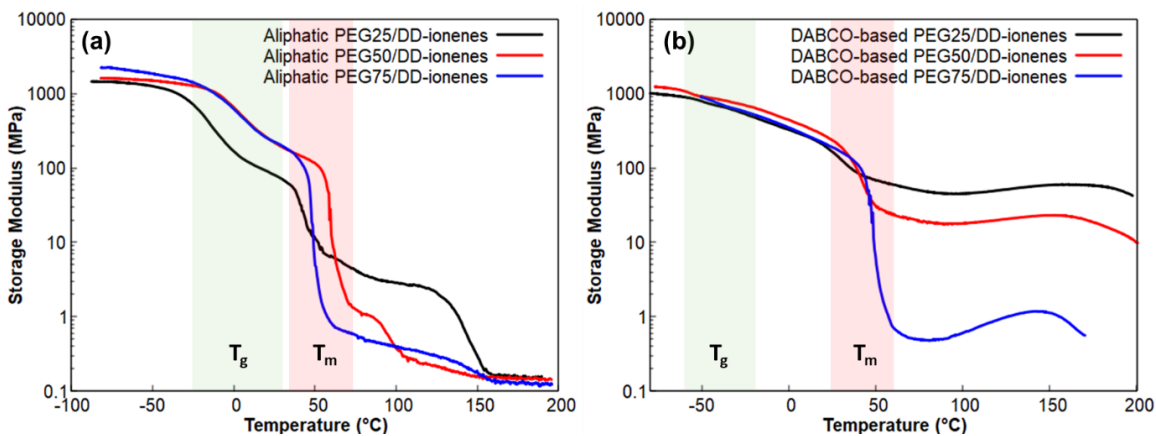 (a)
Aliphatic PEG25/DD-ionenes
Aliphatic PEG50/DD-ionenes
Aliphatic PEG75/DD-ionenes
Storage Modulus (MPa)
10000
1000
100
10
1
0.1
Tg
Tm
-100 -50 0 50 100 150 200
Temperature (°C)
(b)
DABCO-based PEG25/DD-ionenes
DABCO-based PEG50/DD-ionenes
DABCO-based PEG75/DD-ionenes
Storage Modulus (MPa)
10000
1000
100
10
1
0.1
Tg
Tm
-50 0 50 100 150 200
Temperature (°C)